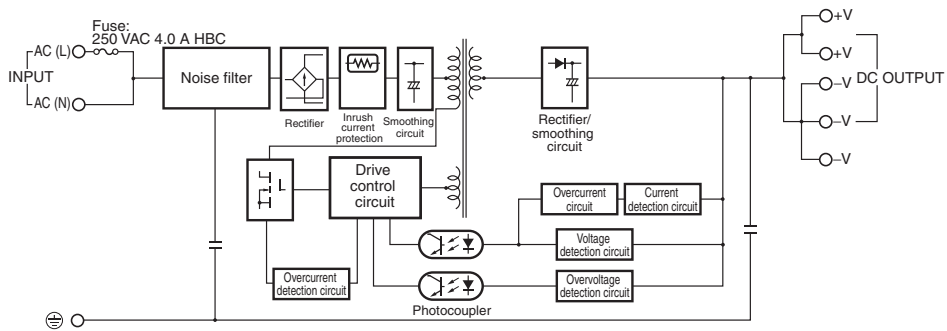 Fuse:
250 VAC 4.0 A HBC
AC (L)
INPUT
AC (N)
Noise filter
Rectifier
Inrush
current
protection
Smoothing
circuit
Rectifier/
smoothing
circuit
+V
+V
DC OUTPUT
–V
–V
–V
Drive
control
circuit
Overcurrent
circuit
Current
detection circuit
Voltage
detection circuit
Overcurrent
detection circuit
Overvoltage
detection circuit
Photocoupler